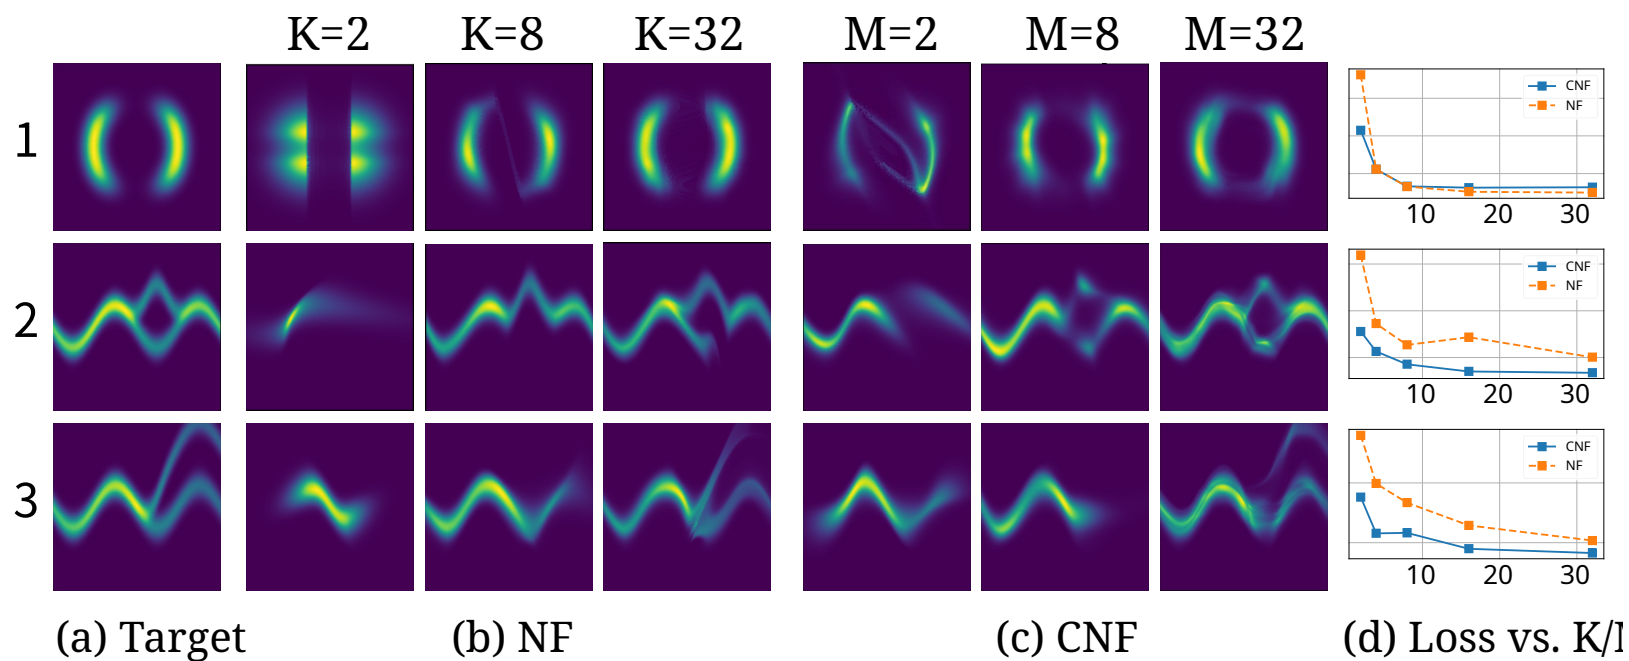 K=2 K=8 K=32 M=2 M=8 M=32
1
CNF
NF
10 20 30
2
CNF
NF
10 20 30
3
CNF
NF
10 20 30
(a) Target (b) NF (c) CNF (d) Loss vs. K/